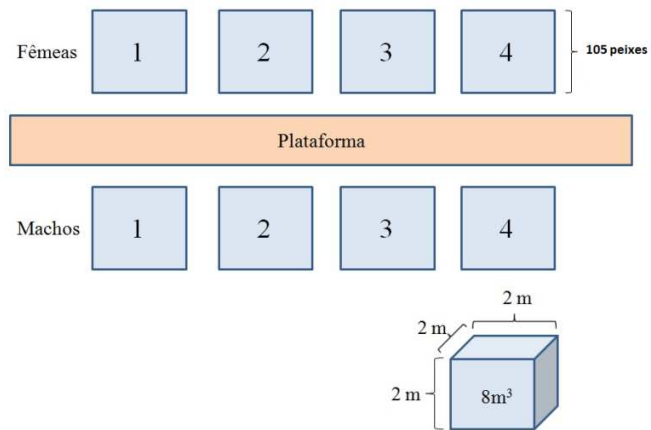 Fêmeas 1 2 3 4 105 peixes
Plataforma
Machos 1 2 3 4
2 m
2 m
2 m 8m³